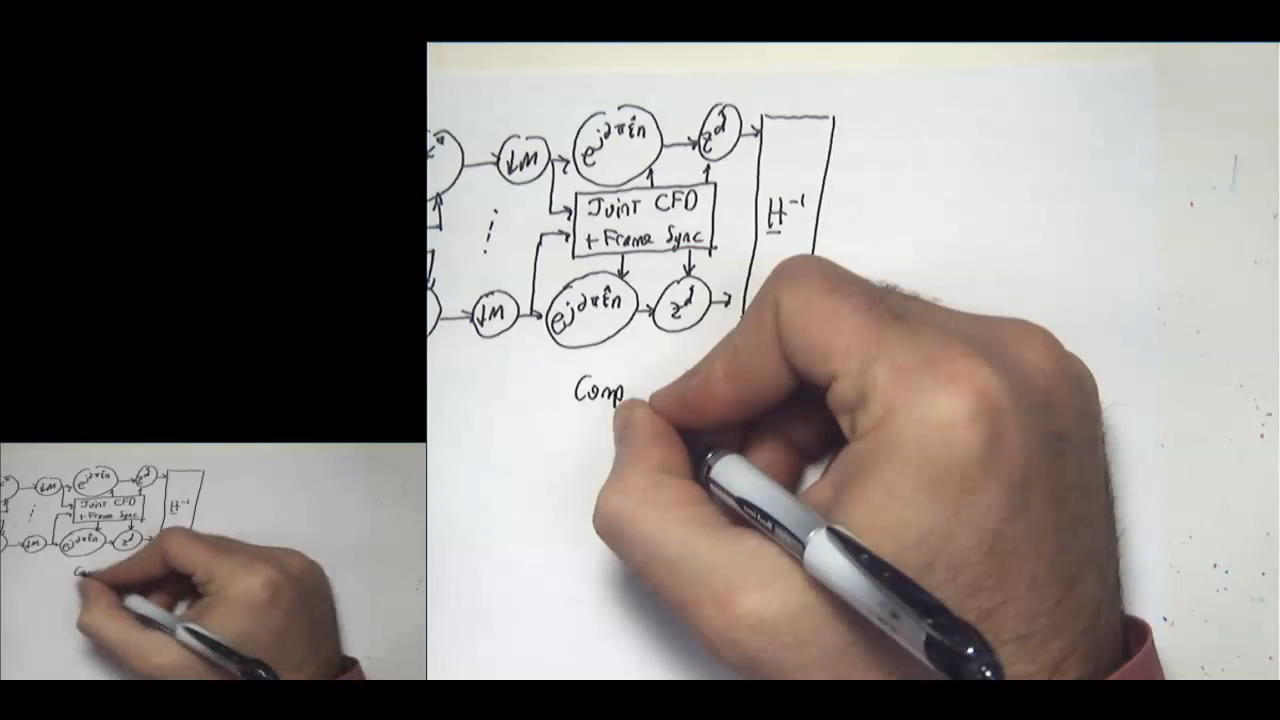 ↓M e^{j2πε̂n} z^d
Joint CFO
+ Frame Sync
H^{-1}
↓M e^{j2πε̂n} z^d
Comp